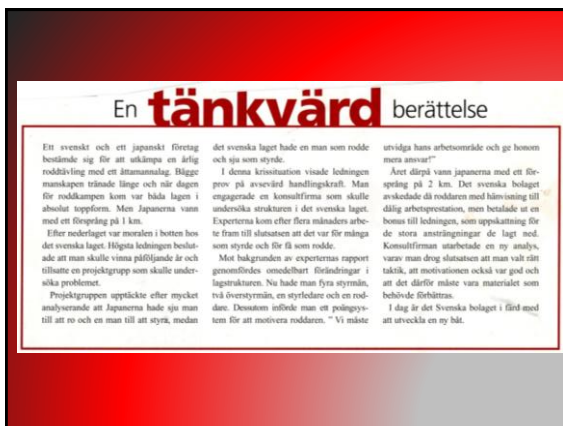 En tänkvärd berättelse
Ett svenskt och ett japanskt företag
bestämde sig för att utkämpa en årlig
roddtävling med ett åttamannalag. Bägge
manskapen tränade länge och när dagen
för roddkampen kom var båda lagen i
absolut toppform. Men Japanerna vann
med ett försprång på 1 km.
Efter nederlaget var moralen i botten hos
det svenska laget. Högsta ledningen beslut-
ade att man skulle vinna påföljande år och
tillsatte en projektgrupp som skulle under-
söka problemet.
Projektgruppen upptäckte efter mycket
analyserande att Japanerna hade sju man
till att ro och en man till att styra, medan
det svenska laget hade en man som rodde
och sju som styrde.
I denna krissituation visade ledningen
prov på avsevärd handlingskraft. Man
engagerade en konsultfirma som skulle
undersöka strukturen i det svenska laget.
Experterna kom efter flera månaders arbe-
te fram till slutsatsen att det var för många
som styrde och för få som rodde.
Mot bakgrunden av experternas rapport
genomfördes omedelbart förändringar i
lagstrukturen. Nu hade man fyra styrmän,
två överstyrmän, en styrledare och en rod-
dare. Dessutom införde man ett poängsys-
tem för att motivera roddaren. " Vi måste
utvidga hans arbetsområde och ge honom
mera ansvar!"
Året därpå vann japanerna med ett för-
språng på 2 km. Det svenska bolaget
avskedade då roddaren med hänvisning till
dålig arbetsprestation, men betalade ut en
bonus till ledningen, som uppskattning för
de stora ansträngningar de lagt ned.
Konsultfirman utarbetade en ny analys,
varav man drog slutsatsen att man valt rätt
taktik, att motivationen också var god och
att det därför måste vara materialet som
behövde förbättras.
I dag är det Svenska bolaget i färd med
att utveckla en ny båt.